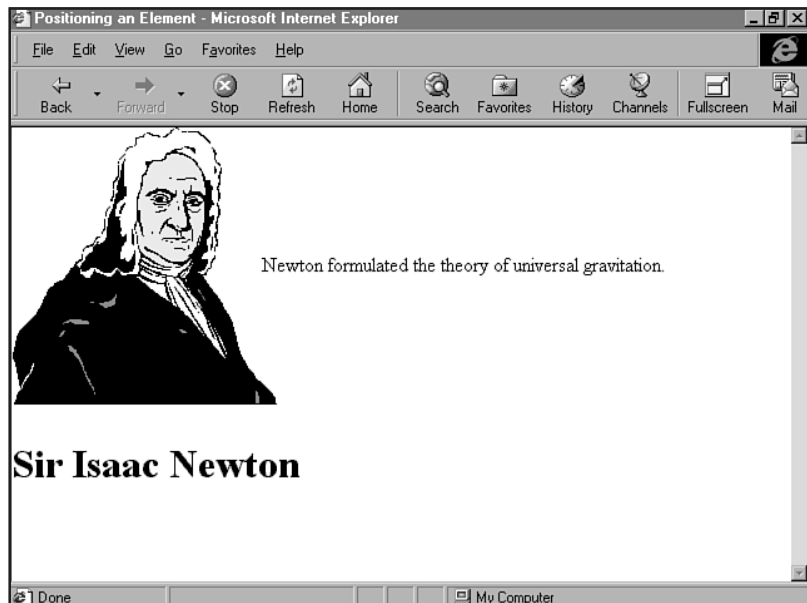 Positioning an Element - Microsoft Internet Explorer
File Edit View Go Favorites Help
Back Forward Stop Refresh Home Search Favorites History Channels Fullscreen Mail
Newton formulated the theory of universal gravitation.
Sir Isaac Newton
Done My Computer